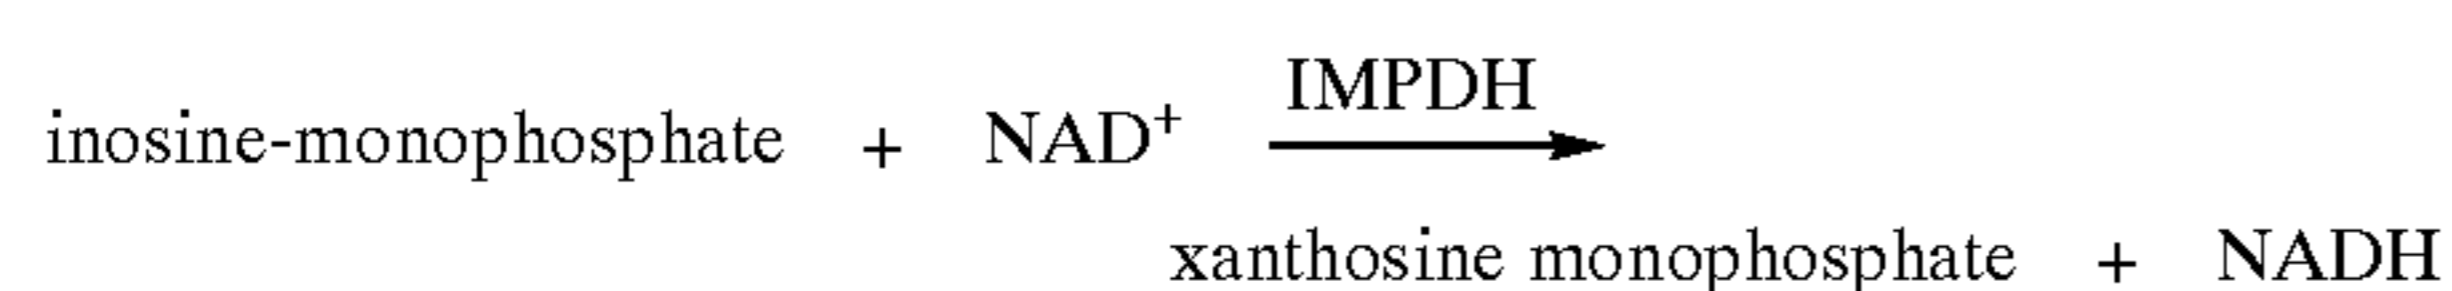 IMPDH
inosine-monophosphate + NAD⁺ ⟶
xanthosine monophosphate + NADH